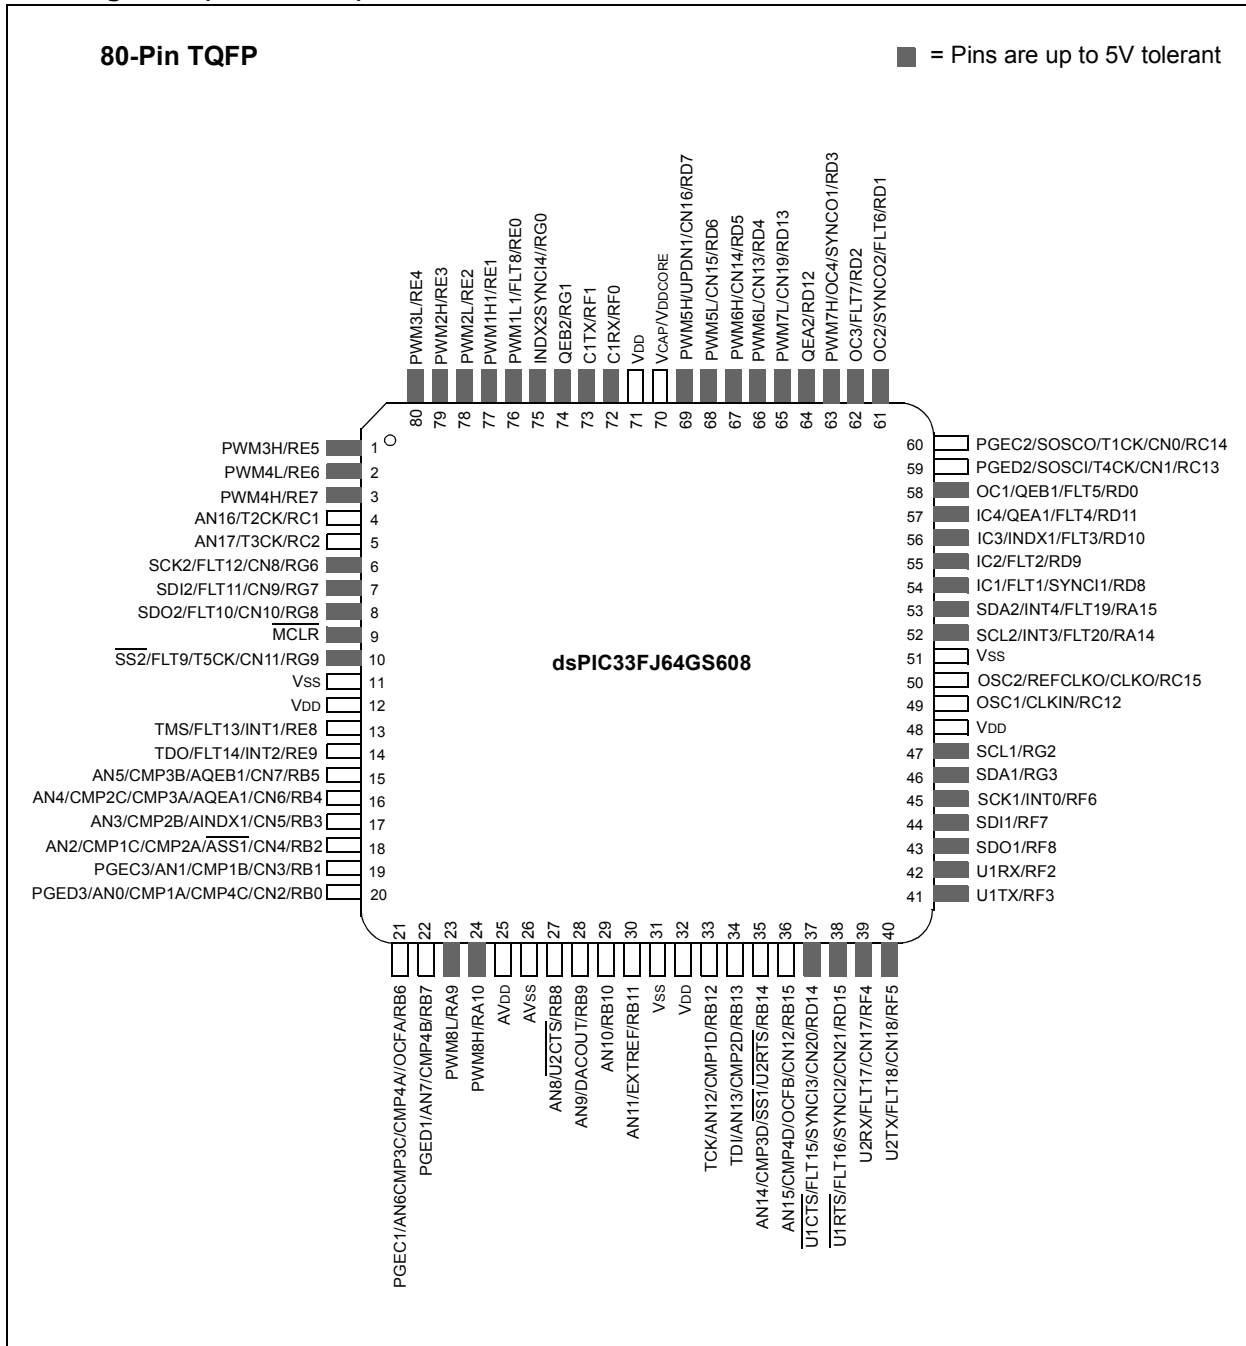 80-Pin TQFP
= Pins are up to 5V tolerant
PWM3L/RE4
PWM2H/RE3
PWM2L/RE2
PWM1H1/RE1
PWM1L1/FLT8/RE0
INDX2SYNCI4//RG0
QEB2/RG1
C1TX/RF1
C1RX/RF0
VDD
VCAP/VDDCORE
PWM5H/UPDN1/CN16/RD7
PWM5L/CN15/RD6
PWM6H/CN14/RD5
PWM6L/CN13/RD4
PWM7L/CN19/RD13
QEA2/RD12
PWM7H/OC4/SYNCO1/RD3
OC3/FLT7/RD2
OC2/SYNCO2/FLT6/RD1
80
79
78
77
76
75
74
73
72
71
70
69
68
67
66
65
64
63
62
61
PWM3H/RE5 1
PWM4L/RE6 2
PWM4H/RE7 3
AN16/T2CK/RC1 4
AN17/T3CK/RC2 5
SCK2/FLT12/CN8/RG6 6
SDI2/FLT11/CN9/RG7 7
SDO2/FLT10/CN10/RG8 8
MCLR 9
SS2/FLT9/T5CK/CN11/RG9 10
VSS 11
VDD 12
TMS/FLT13/INT1/RE8 13
TDO/FLT14/INT2/RE9 14
AN5/CMP3B/AQEB1/CN7/RB5 15
AN4/CMP2C/CMP3A/AQEA1/CN6/RB4 16
AN3/CMP2B/AINDX1/CN5/RB3 17
AN2/CMP1C/CMP2A/ASS1/CN4/RB2 18
PGEC3/AN1/CMP1B/CN3/RB1 19
PGED3/AN0/CMP1A/CMP4C/CN2/RB0 20
dsPIC33FJ64GS608
60 PGEC2/SOSCO/T1CK/CN0/RC14
59 PGED2/SOSCI/T4CK/CN1/RC13
58 OC1/QEB1/FLT5/RD0
57 IC4/QEA1/FLT4/RD11
56 IC3/INDX1/FLT3/RD10
55 IC2/FLT2/RD9
54 IC1/FLT1/SYNCI1/RD8
53 SDA2/INT4/FLT19/RA15
52 SCL2/INT3/FLT20/RA14
51 VSS
50 OSC2/REFCLKO/CLKO/RC15
49 OSC1/CLKIN/RC12
48 VDD
47 SCL1/RG2
46 SDA1/RG3
45 SCK1/INT0/RF6
44 SDI1/RF7
43 SDO1/RF8
42 U1RX/RF2
41 U1TX/RF3
21
22
23
24
25
26
27
28
29
30
31
32
33
34
35
36
37
38
39
40
PGEC1/AN6CMP3C/CMP4A//OCFA/RB6
PGED1/AN7/CMP4B/RB7
PWM8L/RA9
PWM8H/RA10
AVDD
AVSS
AN8/U2CTS/RB8
AN9/DACOUT/RB9
AN10/RB10
AN11/EXTREF/RB11
VSS
VDD
TCK/AN12/CMP1D/RB12
TDI/AN13/CMP2D/RB13
AN14/CMP3D/SS1/U2RTS/RB14
AN15/CMP4D/OCFB/CN12/RB15
U1CTS/FLT15/SYNCI3/CN20/RD14
U1RTS/FLT16/SYNCI2/CN21/RD15
U2RX/FLT17/CN17/RF4
U2TX/FLT18/CN18/RF5